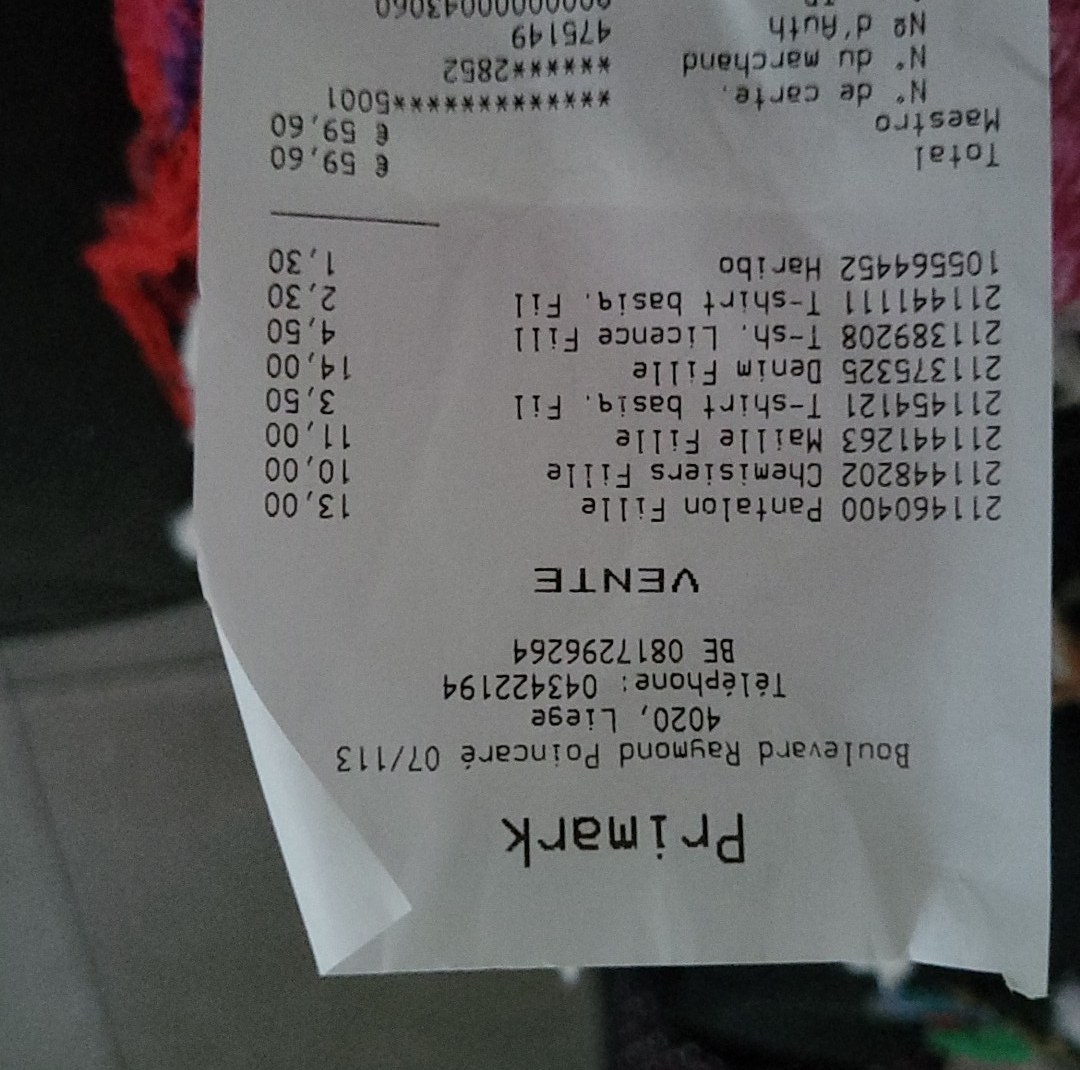 Primark
Boulevard Raymond Poincaré 07/113
4020, Liege
Téléphone: 043422194
BE 0817296264
VENTE
211460400 Pantalon Fille 13,00
211448202 Chemisiers Fille 10,00
211441263 Maille Fille 11,00
211454121 T-shirt basiq. Fil 3,50
211375325 Denim Fille 14,00
211389208 T-sh. Licence Fill 4,50
211441111 T-shirt basiq. Fil 2,30
105564452 Haribo 1,30
Total € 59,60
Maestro € 59,60
N° de carte. ***************5001
N° du marchand ******2852
Nº d'Auth 475149